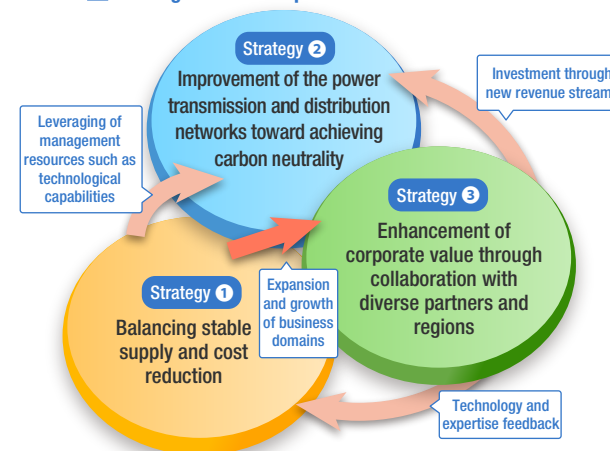 Strategy 2
Improvement of the power
transmission and distribution
networks toward achieving
carbon neutrality
Investment through
new revenue stream
Leveraging of
management
resources such as
technological
capabilities
Strategy 3
Enhancement of
corporate value through
collaboration with
diverse partners and
regions
Strategy 1
Balancing stable
supply and cost
reduction
Expansion
and growth
of business
domains
Technology and
expertise feedback